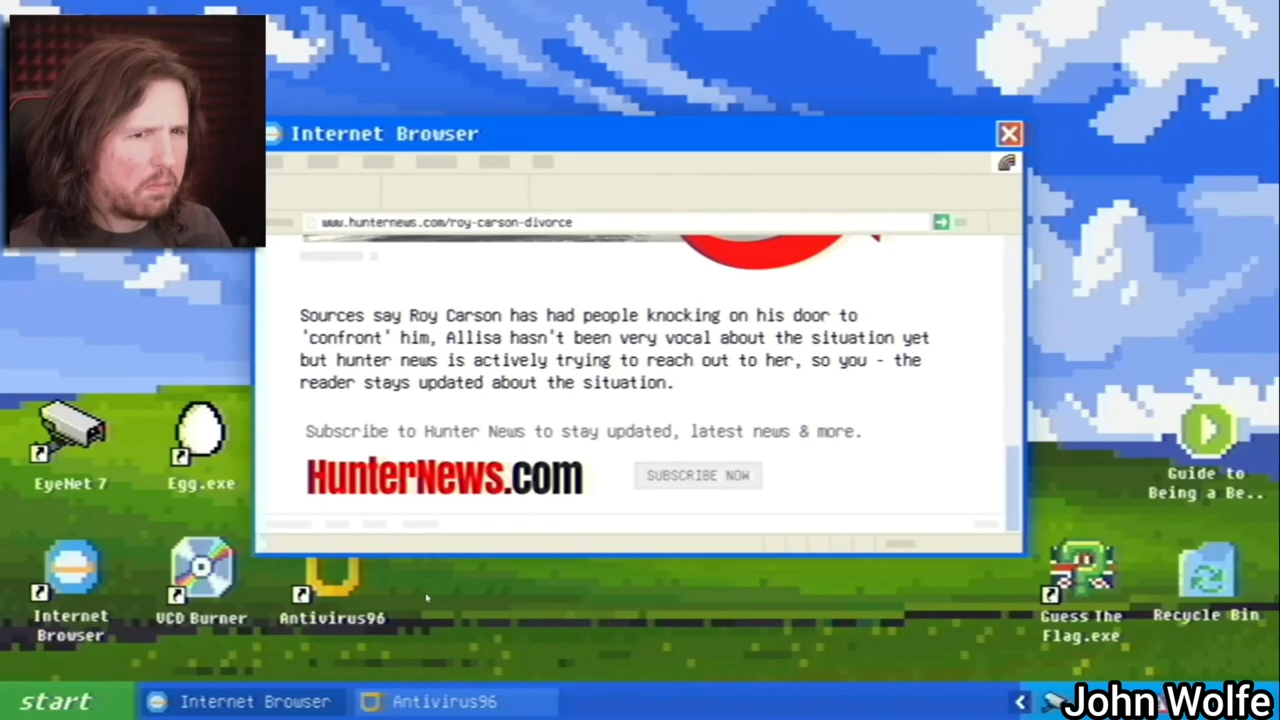 Internet Browser
www.hunternews.com/roy-carson-divorce
Sources say Roy Carson has had people knocking on his door to
'confront' him, Allisa hasn't been very vocal about the situation yet
but hunter news is actively trying to reach out to her, so you - the
reader stays updated about the situation.
Subscribe to Hunter News to stay updated, latest news & more.
HunterNews.com
SUBSCRIBE NOW
EyeNet 7
Egg.exe
Guide to
Being a Be..
Internet
Browser
VCD Burner
Antivirus96
Guess The
Flag.exe
Recycle Bin
start
Internet Browser
Antivirus96
John Wolfe